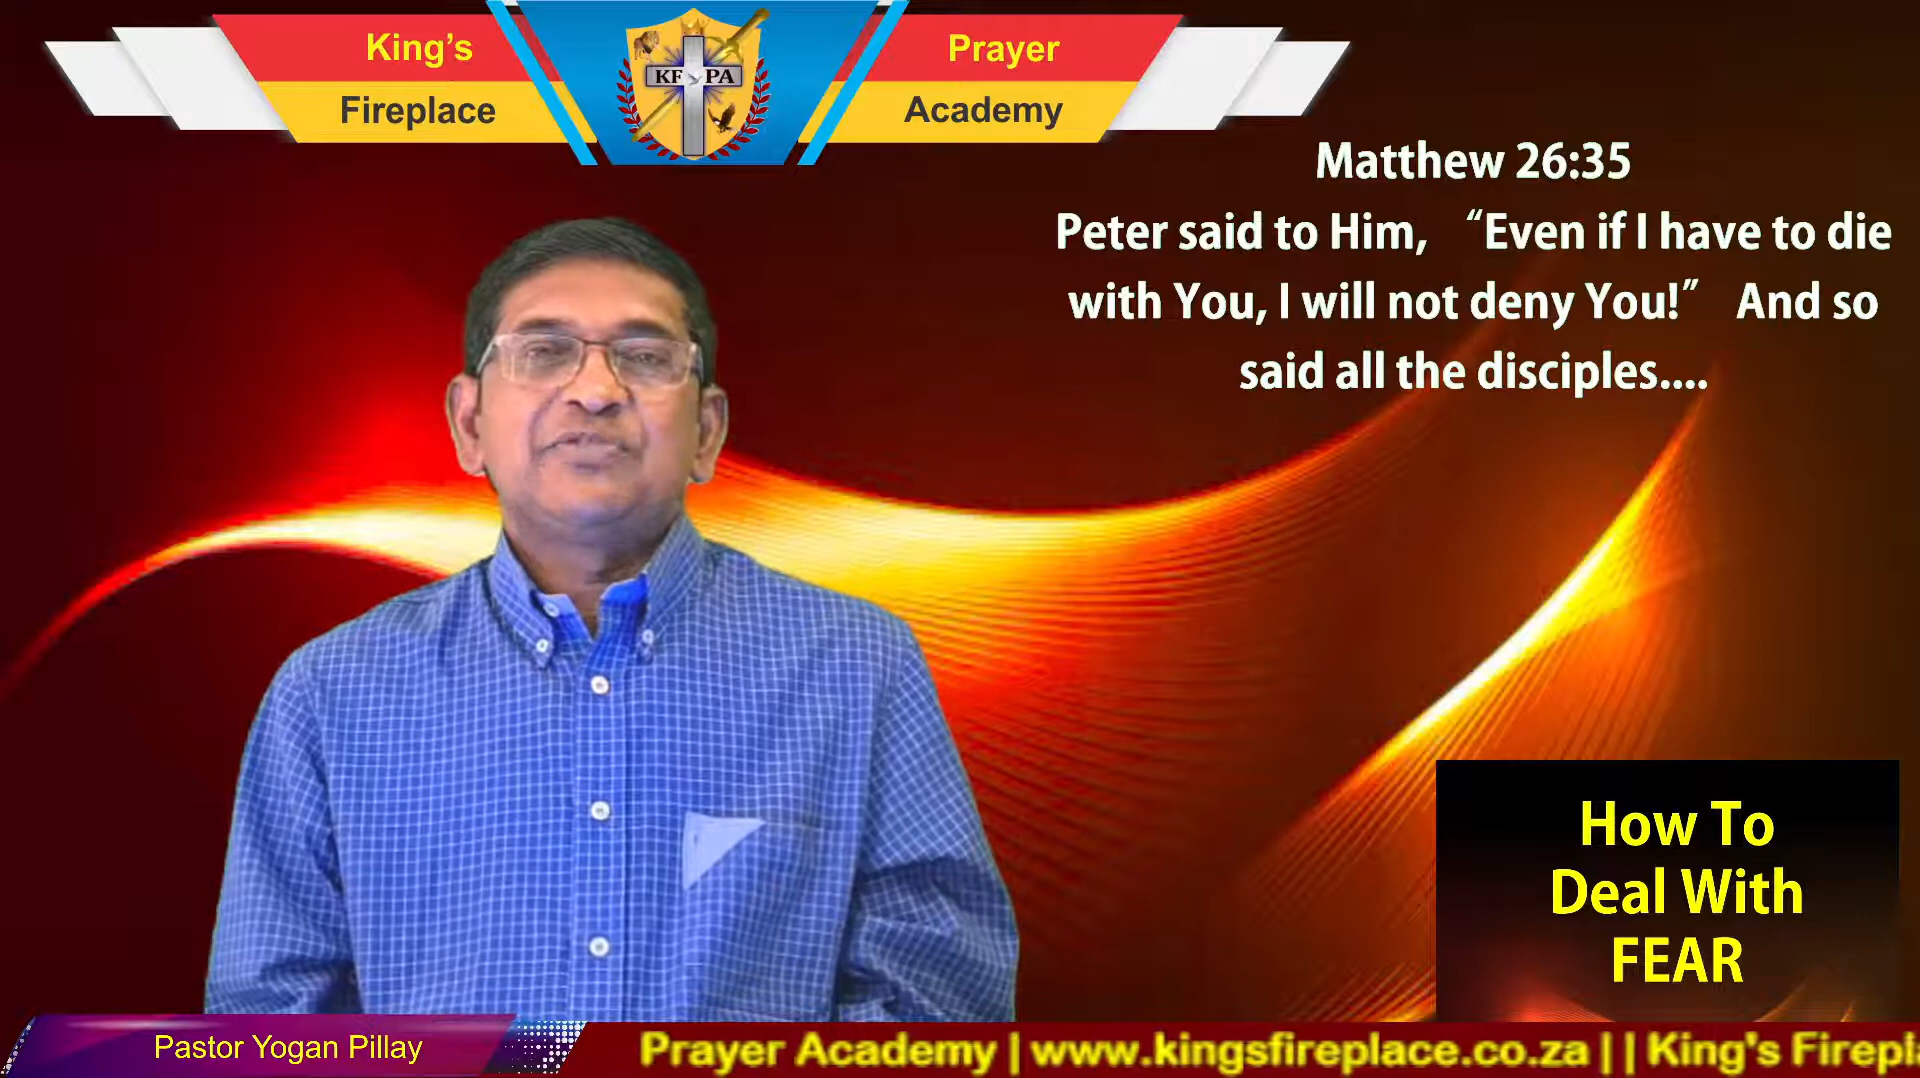 King's
Fireplace
KF PA
Prayer
Academy
Matthew 26:35
Peter said to Him, “Even if I have to die
with You, I will not deny You!” And so
said all the disciples....
How To
Deal With
FEAR
Pastor Yogan Pillay
Prayer Academy | www.kingsfireplace.co.za | | King's Firepl